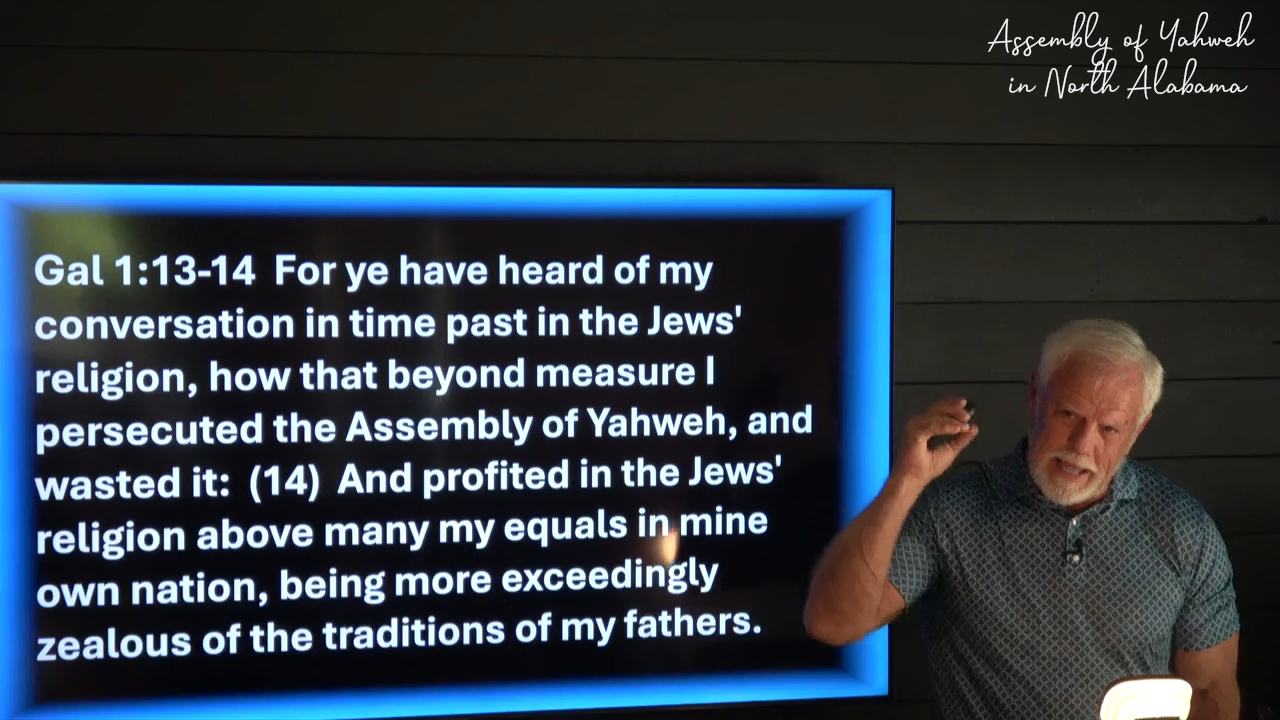 Assembly of Yahweh
in North Alabama
Gal 1:13-14 For ye have heard of my
conversation in time past in the Jews'
religion, how that beyond measure I
persecuted the Assembly of Yahweh, and
wasted it: (14) And profited in the Jews'
religion above many my equals in mine
own nation, being more exceedingly
zealous of the traditions of my fathers.